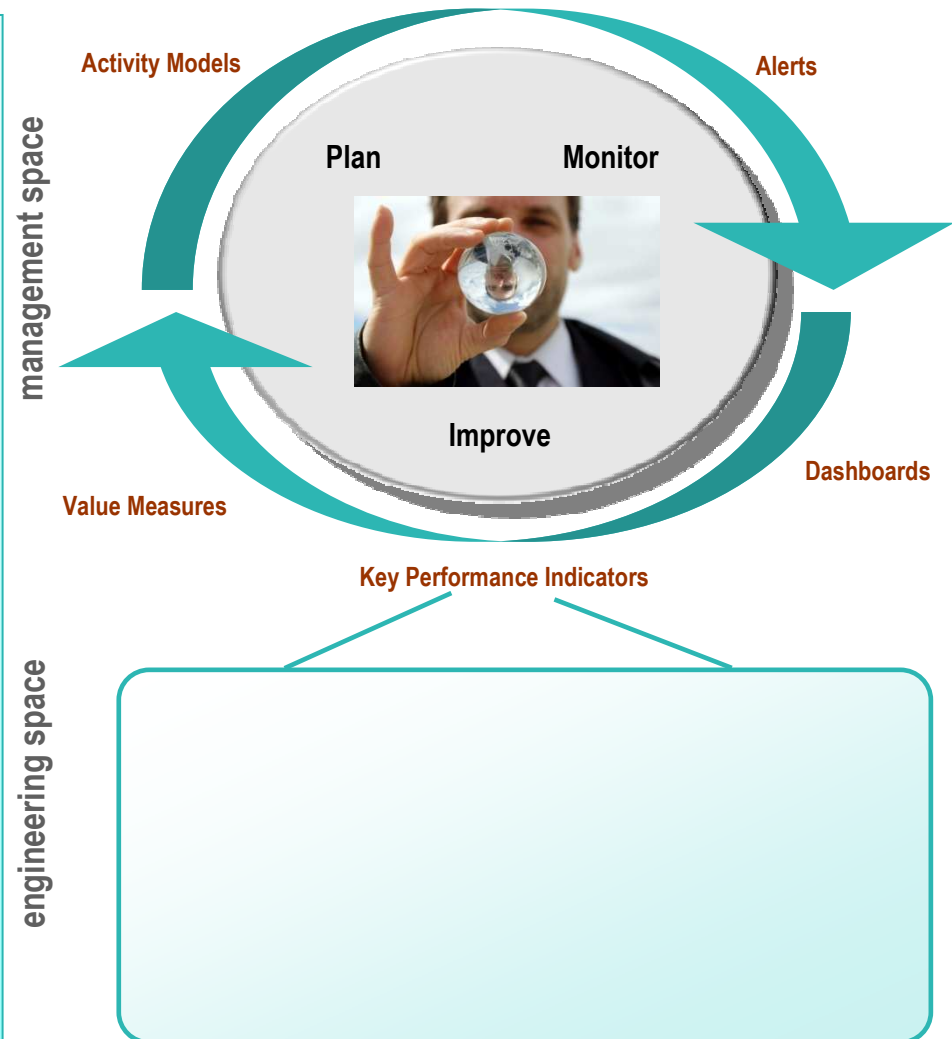 Activity Models
Alerts
management space
Plan
Monitor
Improve
Dashboards
Value Measures
Key Performance Indicators
engineering space